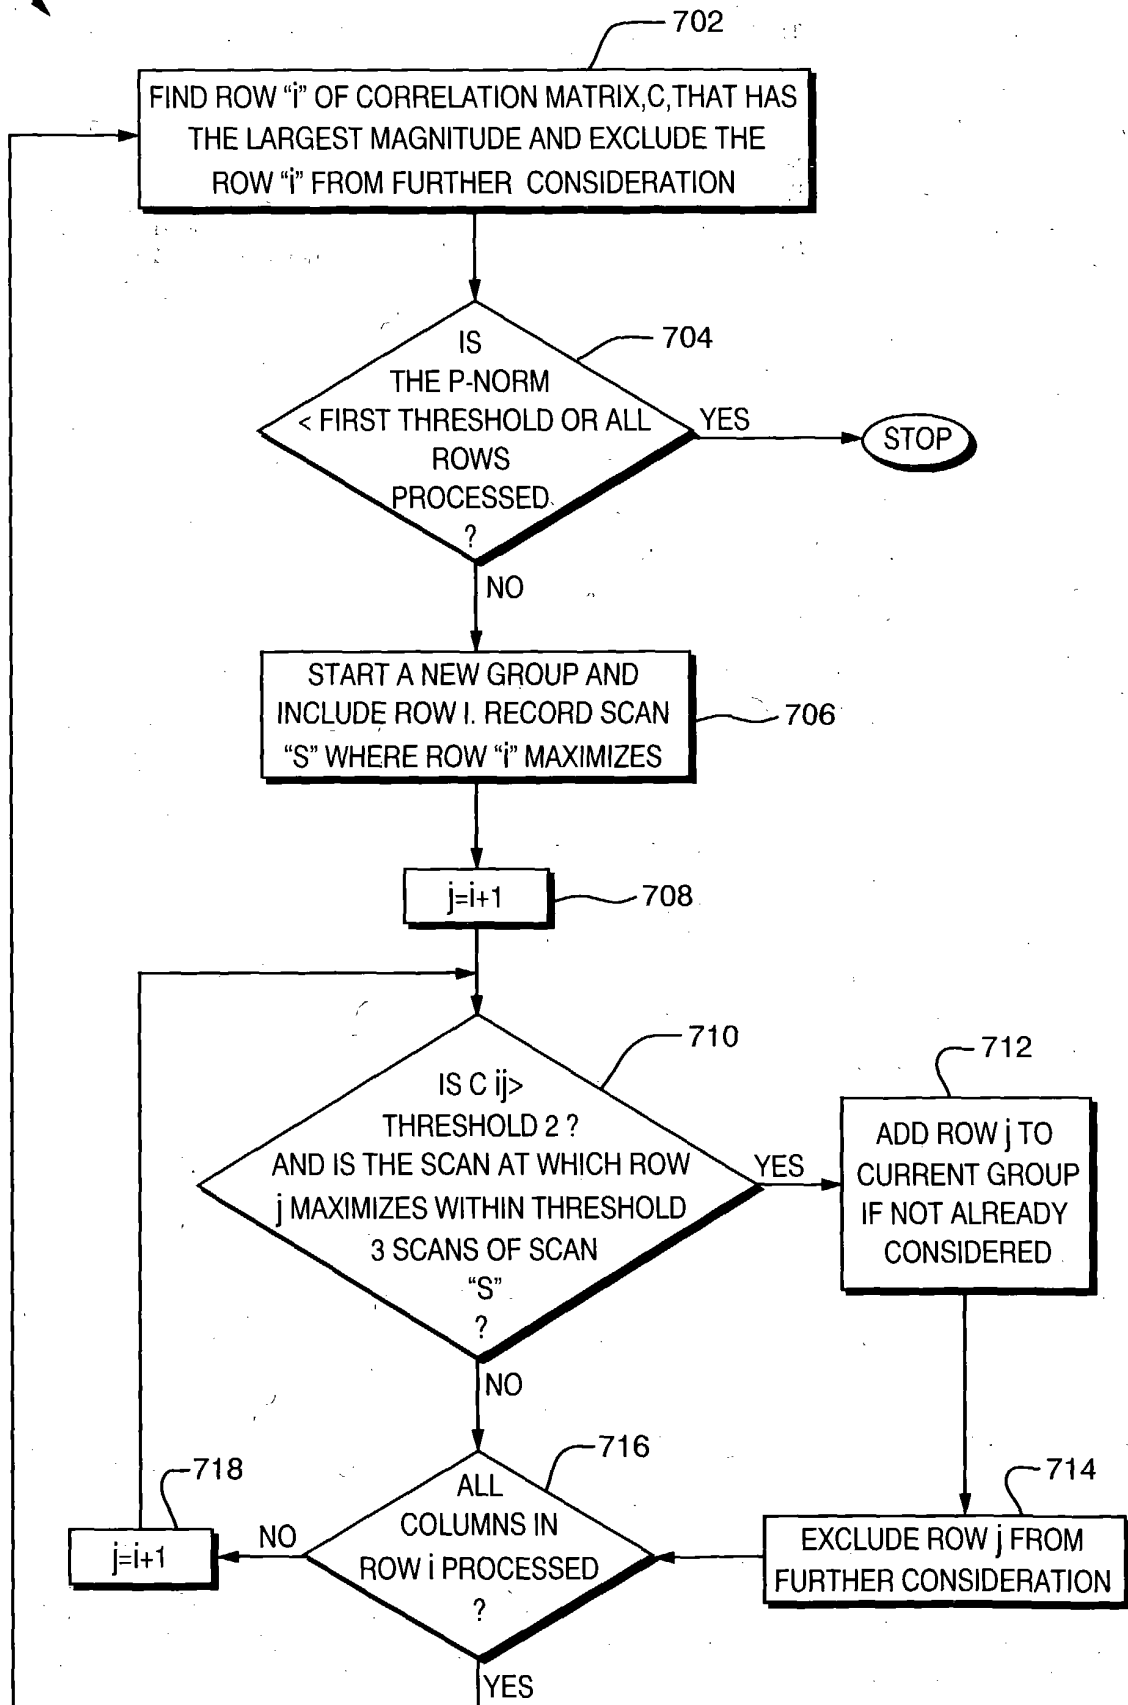 702
FIND ROW “i” OF CORRELATION MATRIX,C,THAT HAS
THE LARGEST MAGNITUDE AND EXCLUDE THE
ROW “i” FROM FURTHER CONSIDERATION
704
IS
THE P-NORM
< FIRST THRESHOLD OR ALL
ROWS
PROCESSED
?
YES
STOP
NO
START A NEW GROUP AND
INCLUDE ROW I. RECORD SCAN
“S” WHERE ROW “i” MAXIMIZES
706
j=i+1
708
710
IS C ij>
THRESHOLD 2 ?
AND IS THE SCAN AT WHICH ROW
j MAXIMIZES WITHIN THRESHOLD
3 SCANS OF SCAN
“S”
?
YES
712
ADD ROW j TO
CURRENT GROUP
IF NOT ALREADY
CONSIDERED
NO
714
EXCLUDE ROW j FROM
FURTHER CONSIDERATION
716
ALL
COLUMNS IN
ROW i PROCESSED
?
NO
718
j=i+1
YES